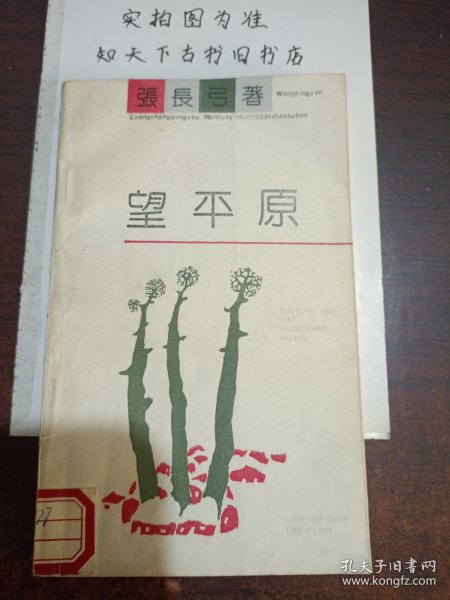 实拍图为准
知天下古书旧书店
張長弓著
Wangpingyan
Zhangchanggongzhu Wenhuayishuchubanshechuban
望平原
CULTURE AND
ART
PUBLISHING
HOUSE
27
LOOKING OVER
THE PLAIN
孔夫子旧书网
www.kongfz.com